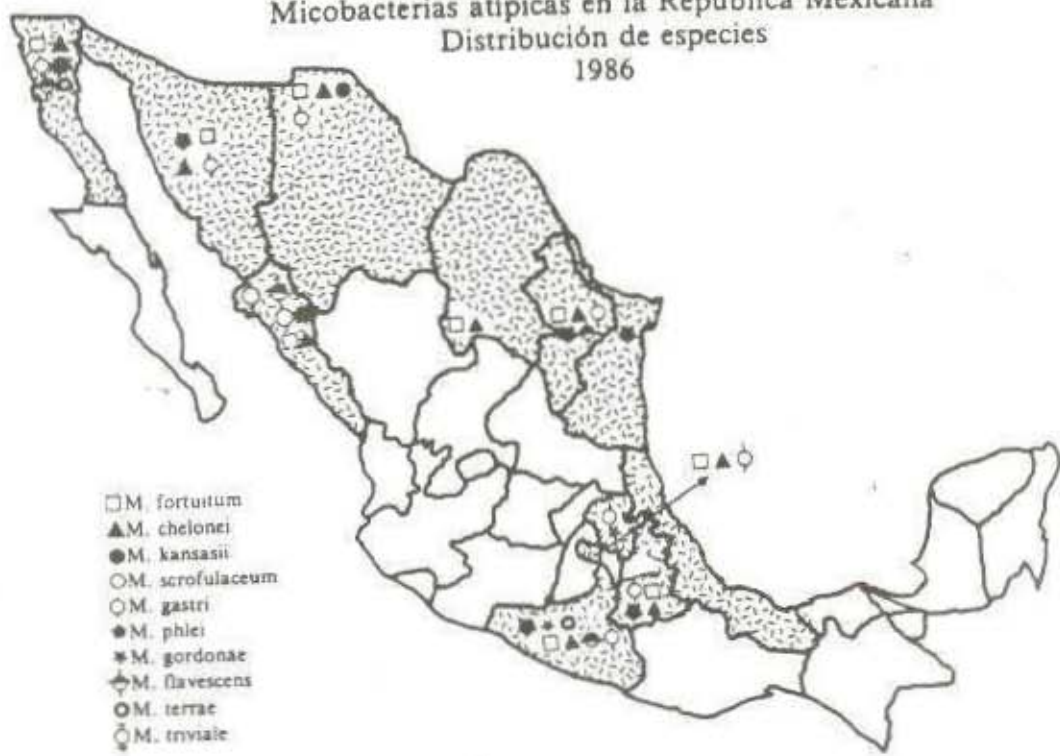 Micobacterias atípicas en la República Mexicana
Distribución de especies
1986
M. fortuitum
M. chelonei
M. kansasii
M. scrofulaceum
M. gastri
M. phlei
M. gordonae
M. flavescens
M. terrae
M. triviale